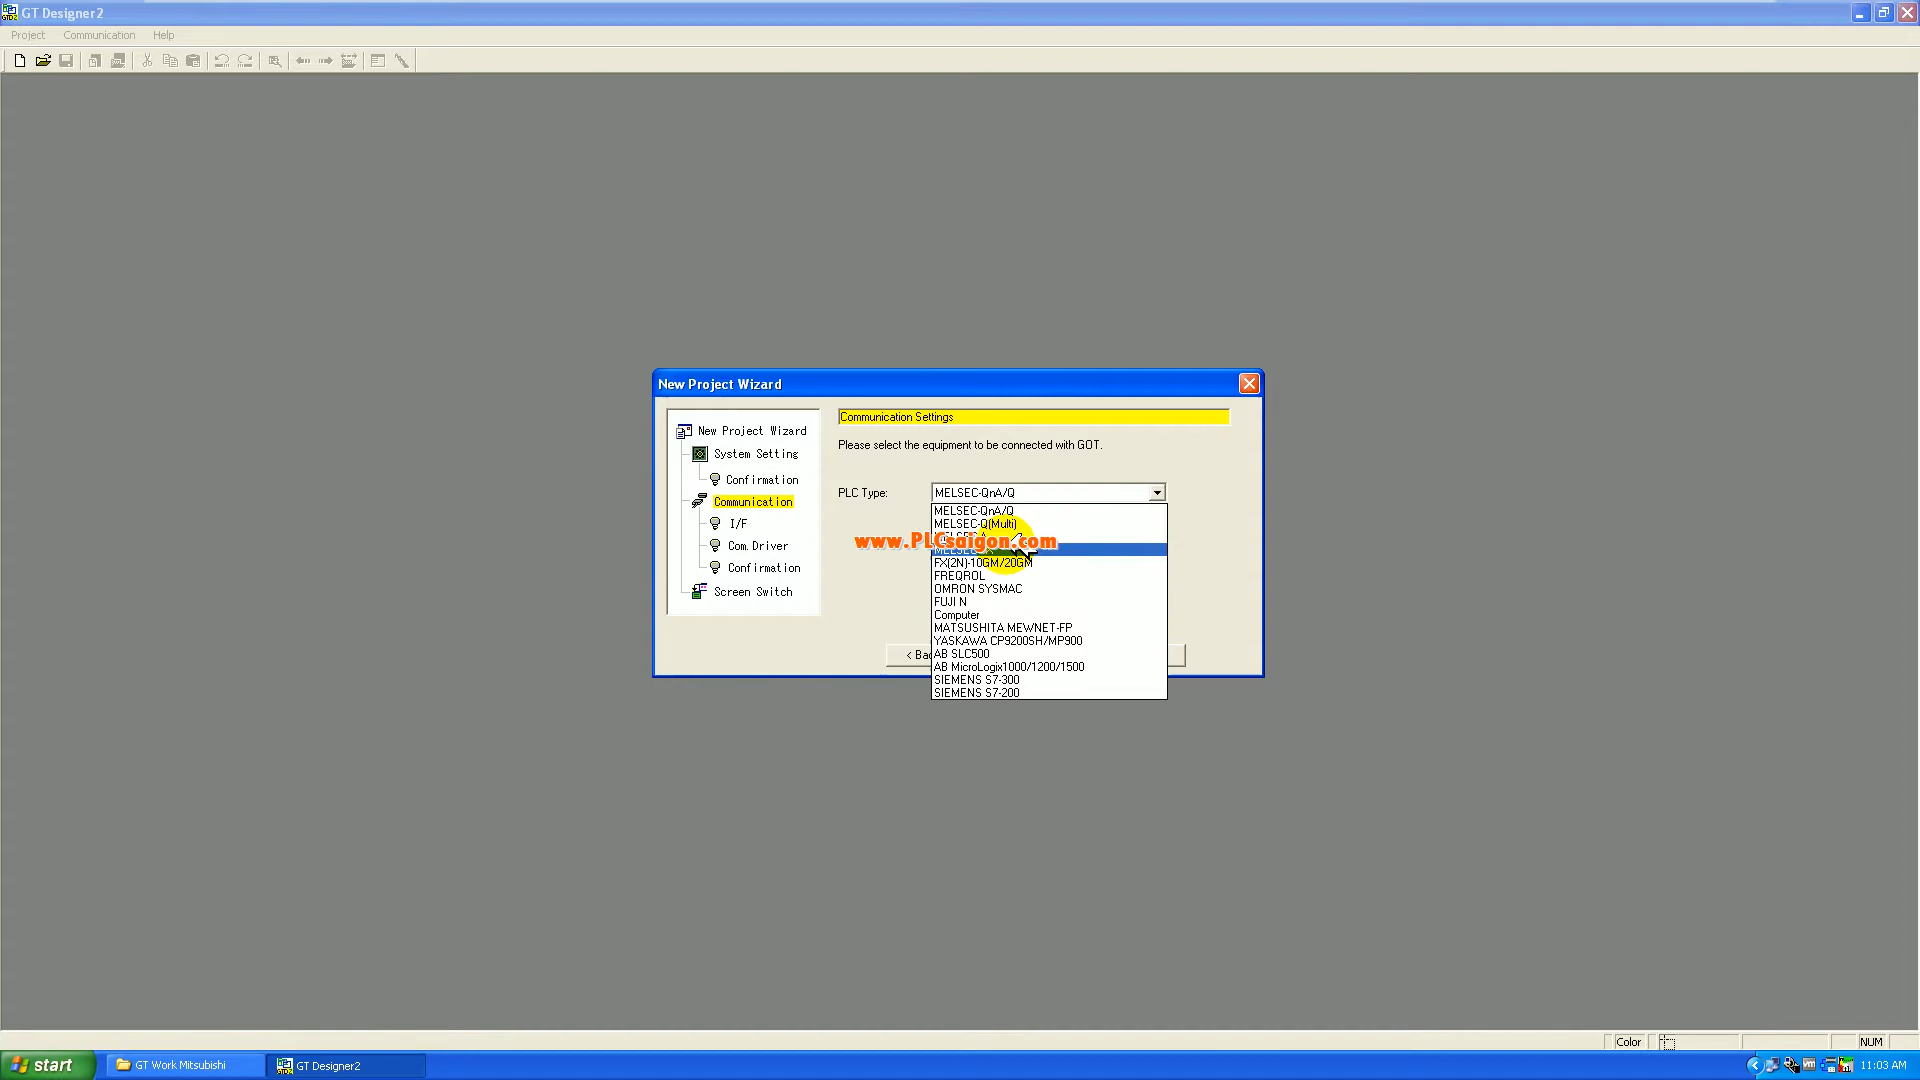 GT Designer2
Project Communication Help
New Project Wizard
New Project Wizard
System Setting
Confirmation
Communication
I/F
Com.Driver
Confirmation
Screen Switch
Communication Settings
Please select the equipment to be connected with GOT.
PLC Type:
MELSEC-QnA/Q
MELSEC-QnA/Q
MELSEC-Q(Multi)
www.PLCsaigon.com
FX(2N)-10GM/20GM
FREQROL
OMRON SYSMAC
FUJI N
Computer
MATSUSHITA MEWNET-FP
YASKAWA CP9200SH/MP900
AB SLC500
AB MicroLogix1000/1200/1500
SIEMENS S7-300
SIEMENS S7-200
< Bac
Color
NUM
start
GT Work Mitsubishi
GT Designer2
11:03 AM